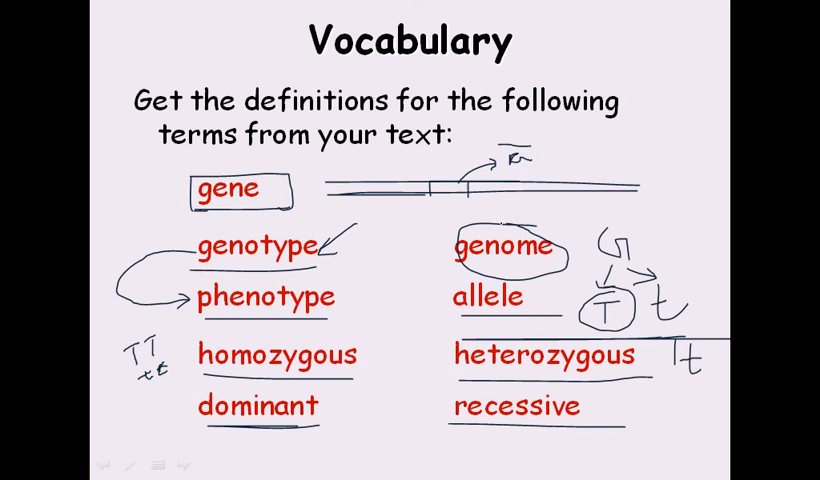 Vocabulary
Get the definitions for the following
terms from your text:
gene
genotype genome G
phenotype allele T t
TT homozygous heterozygous Tt
tt
dominant recessive